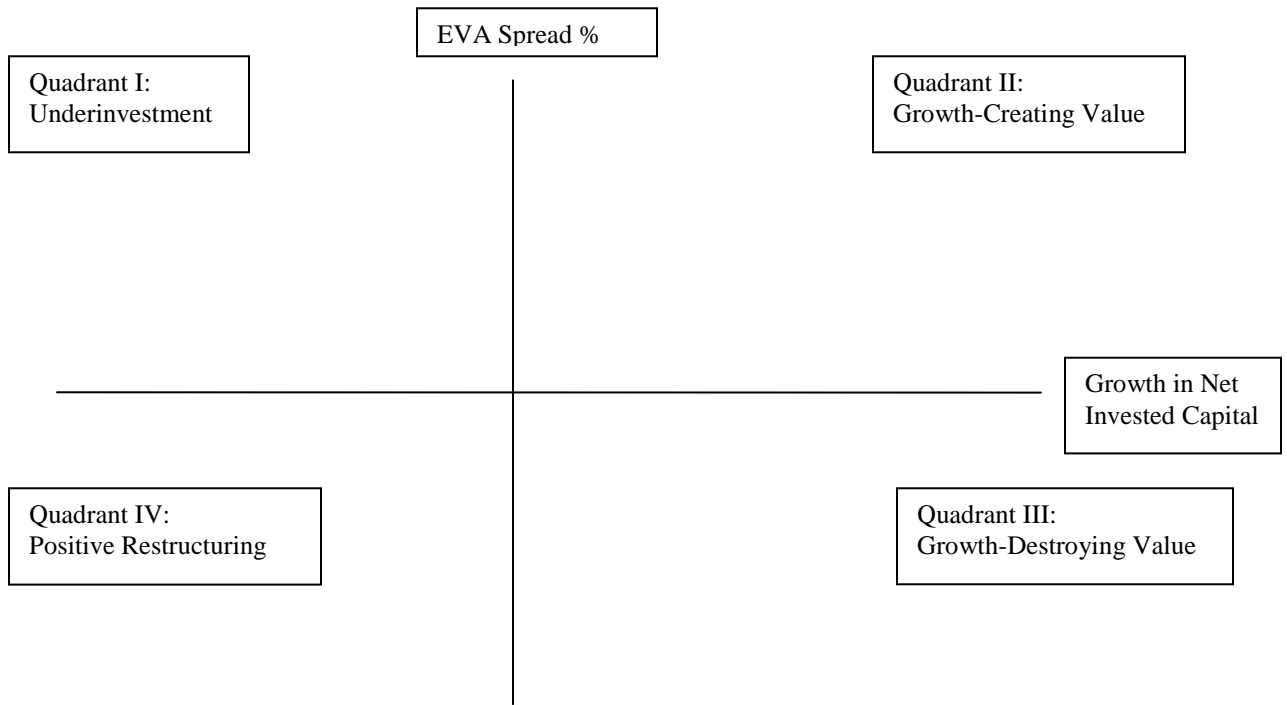 EVA Spread %
Quadrant I:
Underinvestment
Quadrant II:
Growth-Creating Value
Growth in Net
Invested Capital
Quadrant IV:
Positive Restructuring
Quadrant III:
Growth-Destroying Value